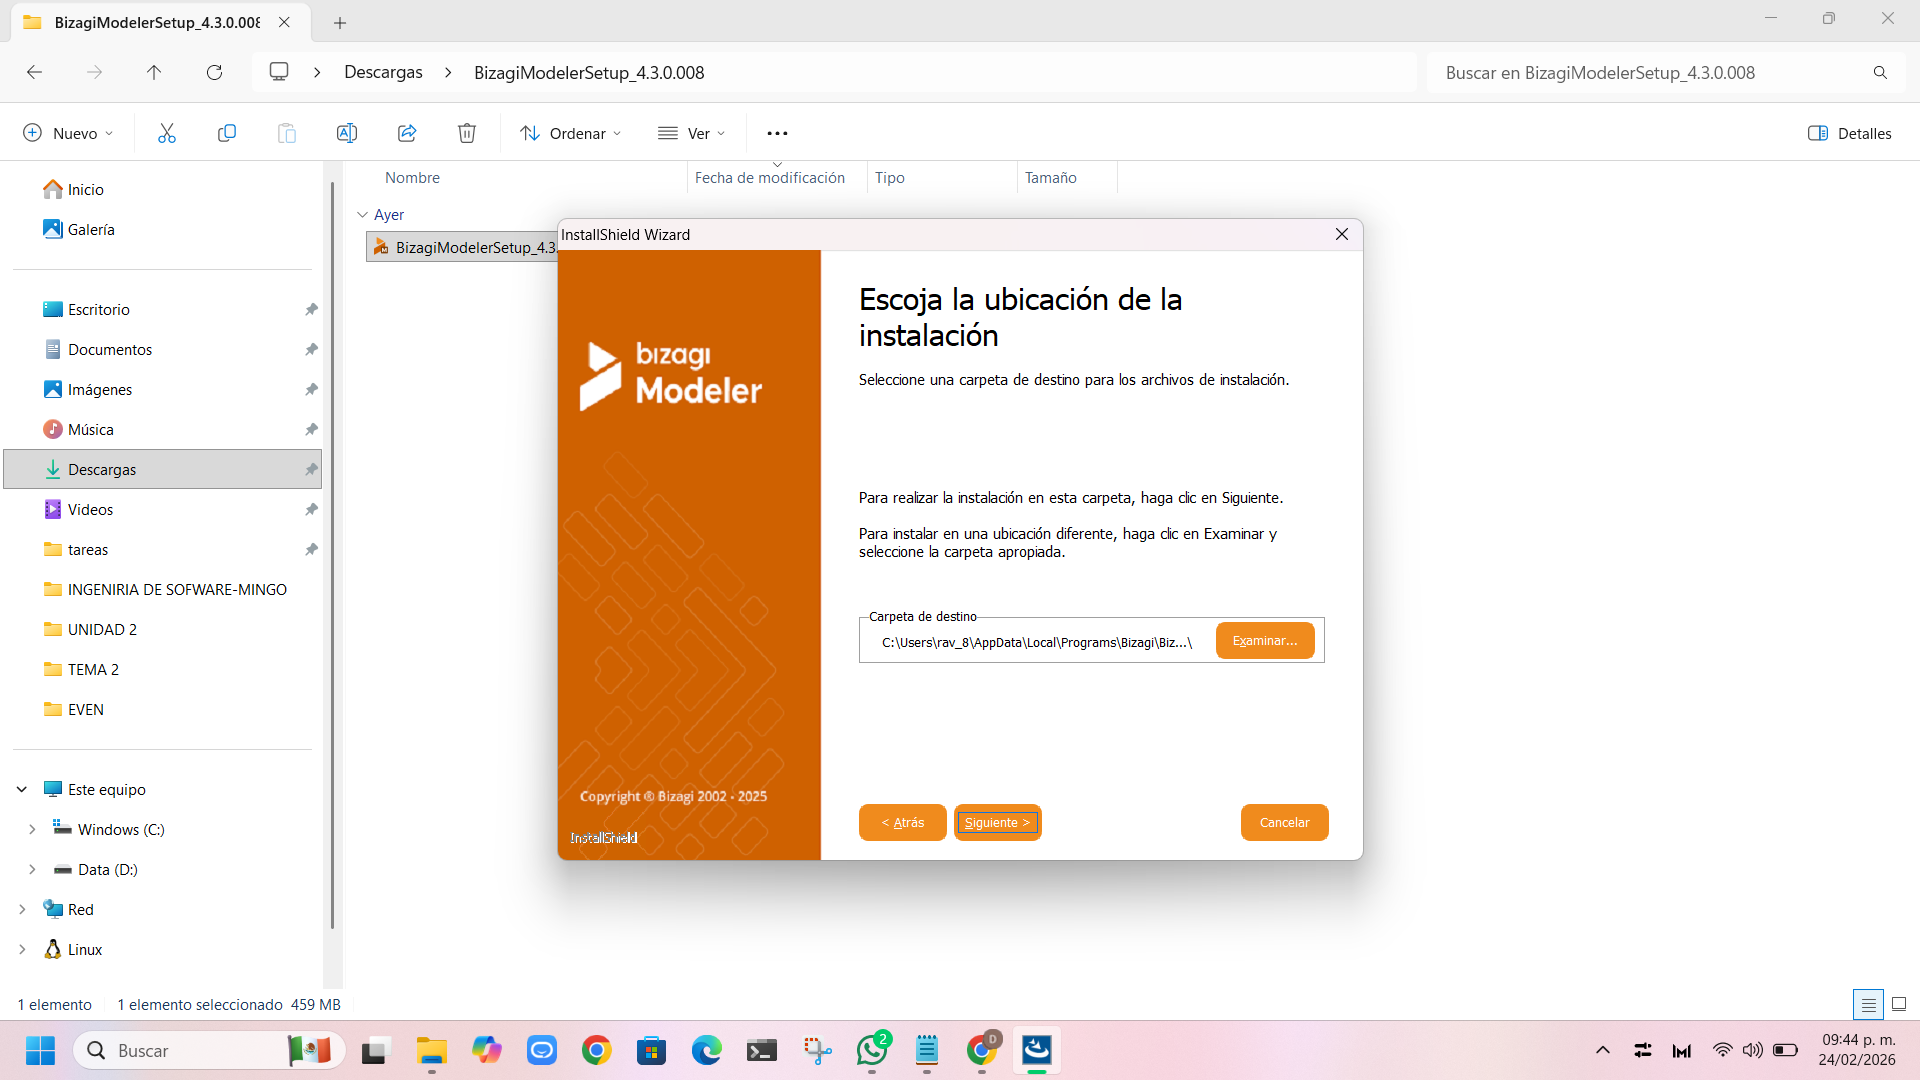 BizagiModelerSetup_4.3.0.008
Descargas
BizagiModelerSetup_4.3.0.008
Buscar en BizagiModelerSetup_4.3.0.008
Nuevo
Ordenar
Ver
Detalles
Inicio
Galería
Escritorio
Documentos
Imágenes
Música
Descargas
Videos
tareas
INGENIRIA DE SOFWARE-MINGO
UNIDAD 2
TEMA 2
EVEN
Este equipo
Windows (C:)
Data (D:)
Red
Linux
Nombre
Fecha de modificación
Tipo
Tamaño
Ayer
BizagiModelerSetup_4.3.
InstallShield Wizard
bizagi
Modeler
Copyright © Bizagi 2002 - 2025
InstallShield
Escoja la ubicación de la
instalación
Seleccione una carpeta de destino para los archivos de instalación.
Para realizar la instalación en esta carpeta, haga clic en Siguiente.
Para instalar en una ubicación diferente, haga clic en Examinar y
seleccione la carpeta apropiada.
Carpeta de destino
C:\Users\rav_8\AppData\Local\Programs\Bizagi\Biz...\
Examinar...
< Atrás
Siguiente >
Cancelar
1 elemento
1 elemento seleccionado 459 MB
Buscar
2
D
09:44 p. m.
24/02/2026